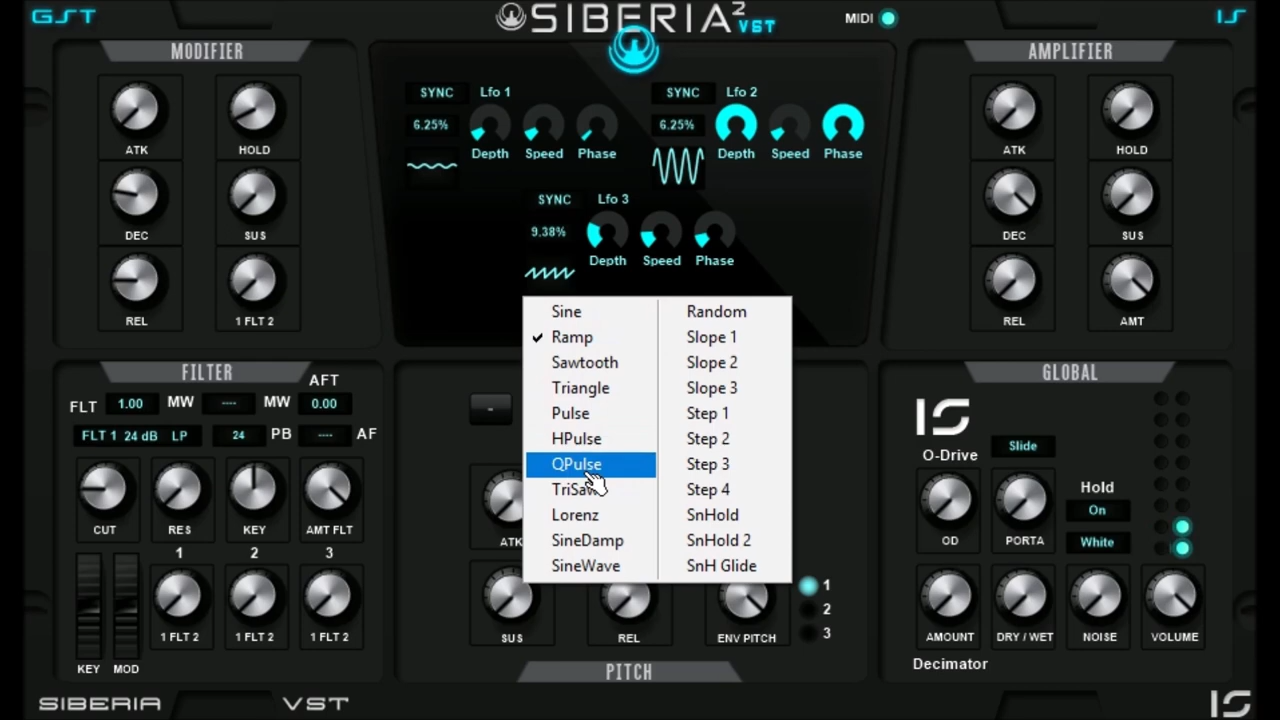 GST
SIBERIA² VST
MIDI
IS
MODIFIER
ATK
HOLD
DEC
SUS
REL
1 FLT 2
SYNC Lfo 1
6.25%
Depth Speed Phase
SYNC Lfo 2
6.25%
Depth Speed Phase
SYNC Lfo 3
9.38%
Depth Speed Phase
AMPLIFIER
ATK
HOLD
DEC
SUS
REL
AMT
Sine
Ramp
Sawtooth
Triangle
Pulse
HPulse
QPulse
TriSaw
Lorenz
SineDamp
SineWave
Random
Slope 1
Slope 2
Slope 3
Step 1
Step 2
Step 3
Step 4
SnHold
SnHold 2
SnH Glide
FILTER
AFT
FLT 1.00 MW ---- MW 0.00
FLT 1 24 dB LP 24 PB ---- AF
CUT RES KEY AMT FLT
1 2 3
1 FLT 2 1 FLT 2 1 FLT 2
KEY MOD
-
ATK
SUS REL ENV PITCH
1
2
3
PITCH
GLOBAL
IS
O-Drive
Slide
Hold
On
White
OD PORTA
AMOUNT DRY / WET NOISE VOLUME
Decimator
SIBERIA VST
IS